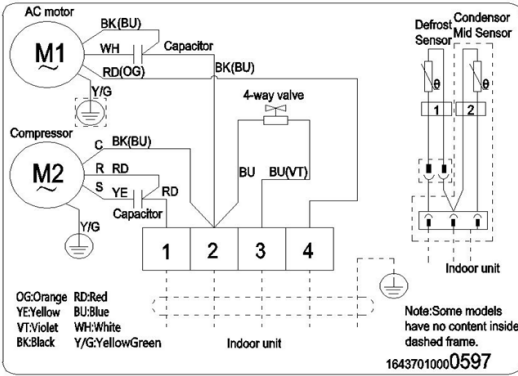 AC motor
BK(BU)
WH
Capacitor
M1
RD(OG)
BK(BU)
Y/G
4-way valve
Compressor
C
BK(BU)
R
RD
M2
S
YE
RD
Capacitor
Y/G
BU
BU(VT)
1
2
3
4
Defrost
Sensor
Condensor
Mid Sensor
θ
θ
1
2
Indoor unit
OG:Orange RD:Red
YE:Yellow BU:Blue
VT:Violet WH:White
BK:Black Y/G:YellowGreen
Indoor unit
Note:Some models
have no content inside
dashed frame.
16437010000597